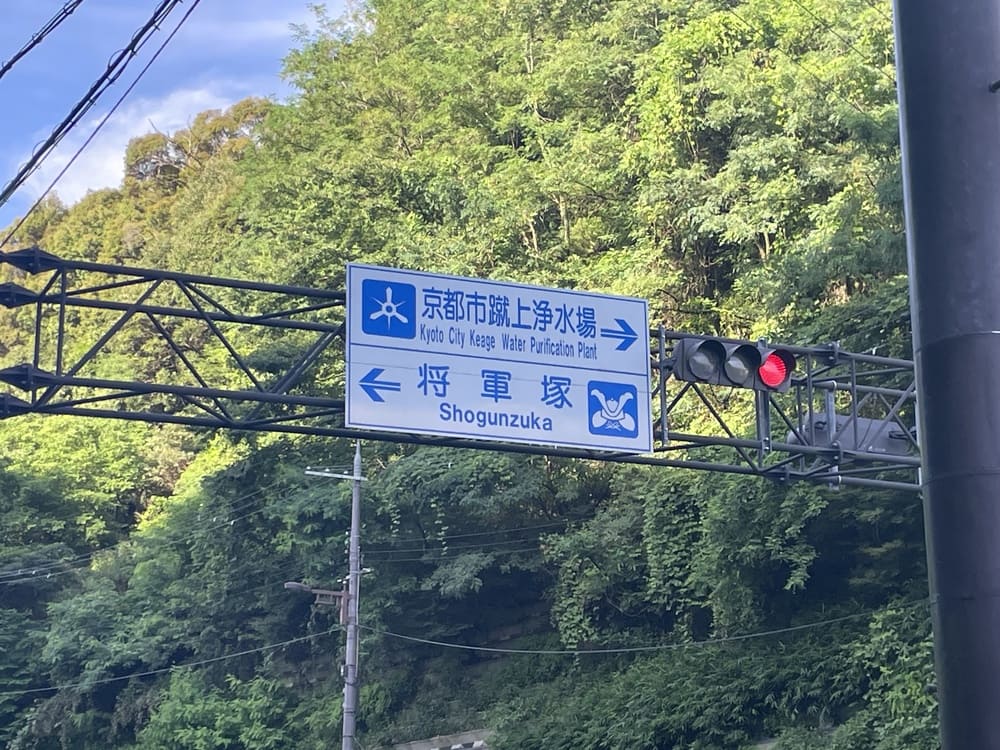 京都市蹴上浄水場
Kyoto City Keage Water Purification Plant
将軍塚
Shogunzuka